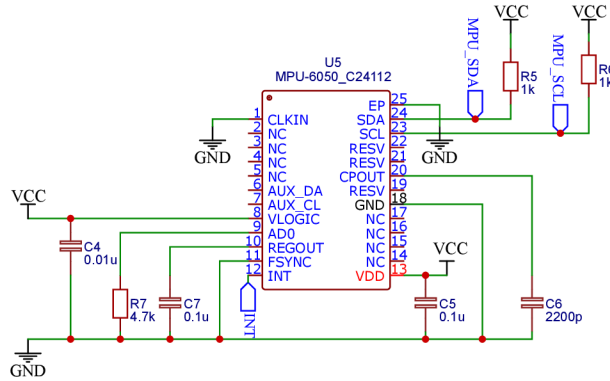 VCC
VCC
MPU_SDA
MPU_SCL
R5
1k
R6
1k
U5
MPU-6050_C24112
1 CLKIN
2 NC
3 NC
4 NC
5 NC
6 AUX_DA
7 AUX_CL
8 VLOGIC
9 AD0
10 REGOUT
11 FSYNC
12 INT
EP 25
SDA 24
SCL 23
RESV 22
RESV 21
CPOUT 20
RESV 19
GND 18
NC 17
NC 16
NC 15
NC 14
VDD 13
GND
GND
VCC
VCC
C4
0.01u
R7
4.7k
C7
0.1u
INT
C5
0.1u
C6
2200p
GND